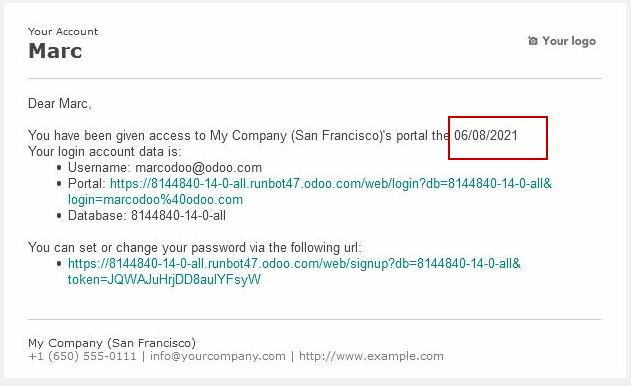 Your Account
Marc
Your logo
Dear Marc,
You have been given access to My Company (San Francisco)'s portal the 06/08/2021
Your login account data is:
• Username: marcodoo@odoo.com
• Portal: https://8144840-14-0-all.runbot47.odoo.com/web/login?db=8144840-14-0-all&
login=marcodoo%40odoo.com
• Database: 8144840-14-0-all
You can set or change your password via the following url:
• https://8144840-14-0-all.runbot47.odoo.com/web/signup?db=8144840-14-0-all&
token=JQWAJuHrjDD8aulYFsyW
My Company (San Francisco)
+1 (650) 555-0111 | info@yourcompany.com | http://www.example.com